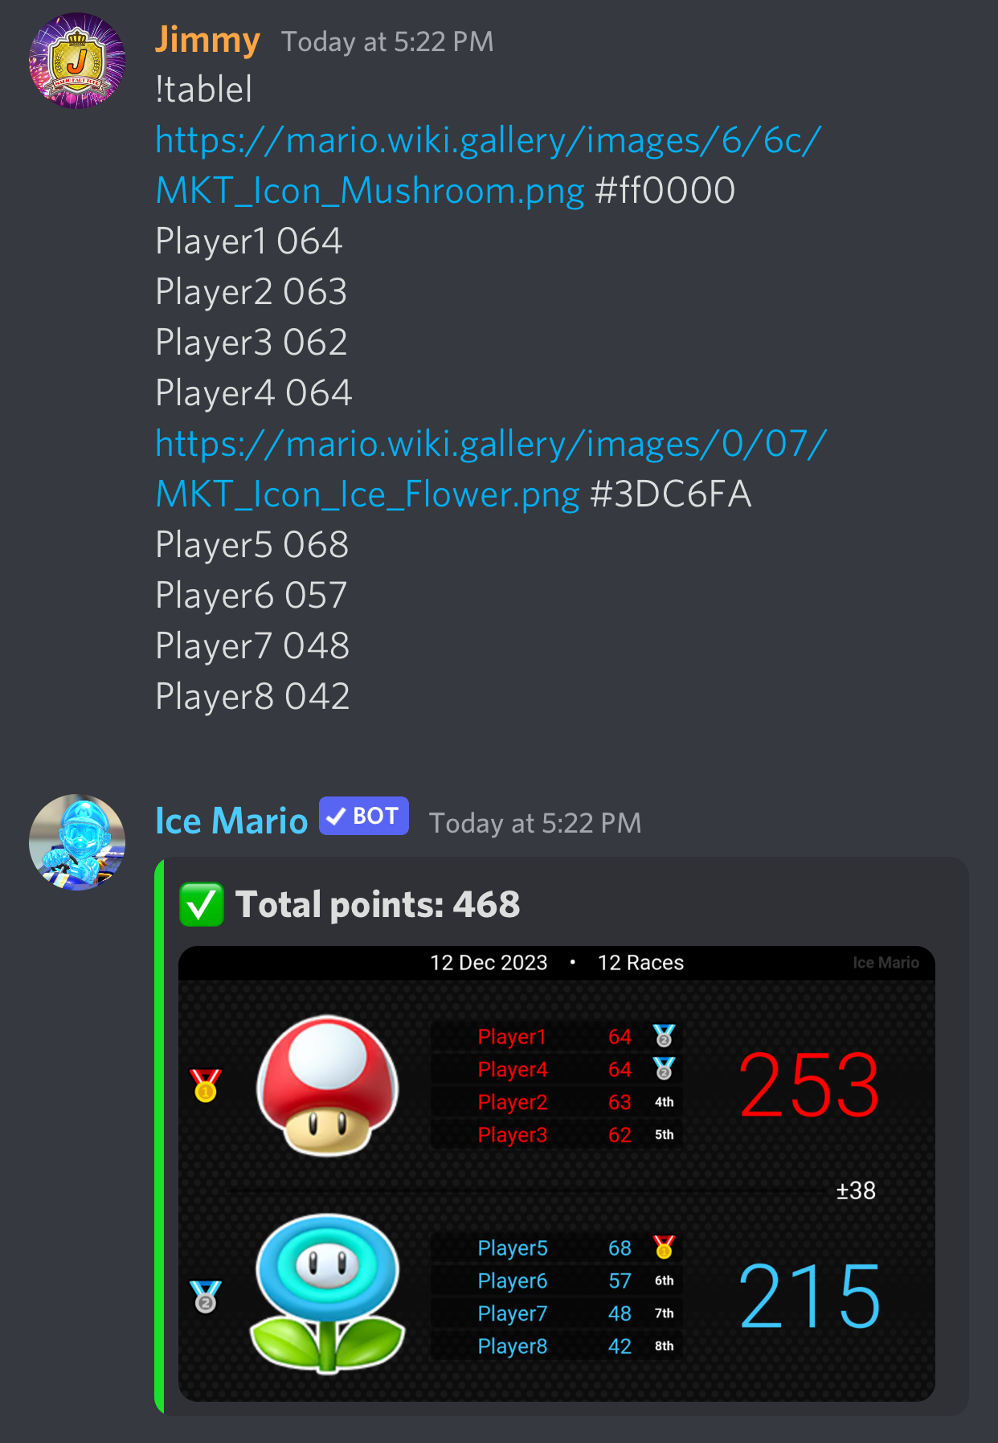 Jimmy Today at 5:22 PM
!tablel
https://mario.wiki.gallery/images/6/6c/
MKT_Icon_Mushroom.png #ff0000
Player1 064
Player2 063
Player3 062
Player4 064
https://mario.wiki.gallery/images/0/07/
MKT_Icon_Ice_Flower.png #3DC6FA
Player5 068
Player6 057
Player7 048
Player8 042
Ice Mario ✓ BOT Today at 5:22 PM
✅ Total points: 468
12 Dec 2023 • 12 Races Ice Mario
Player1 64 2
Player4 64 2
Player2 63 4th
Player3 62 5th
1
253
±38
Player5 68 1
Player6 57 6th
Player7 48 7th
Player8 42 8th
2
215